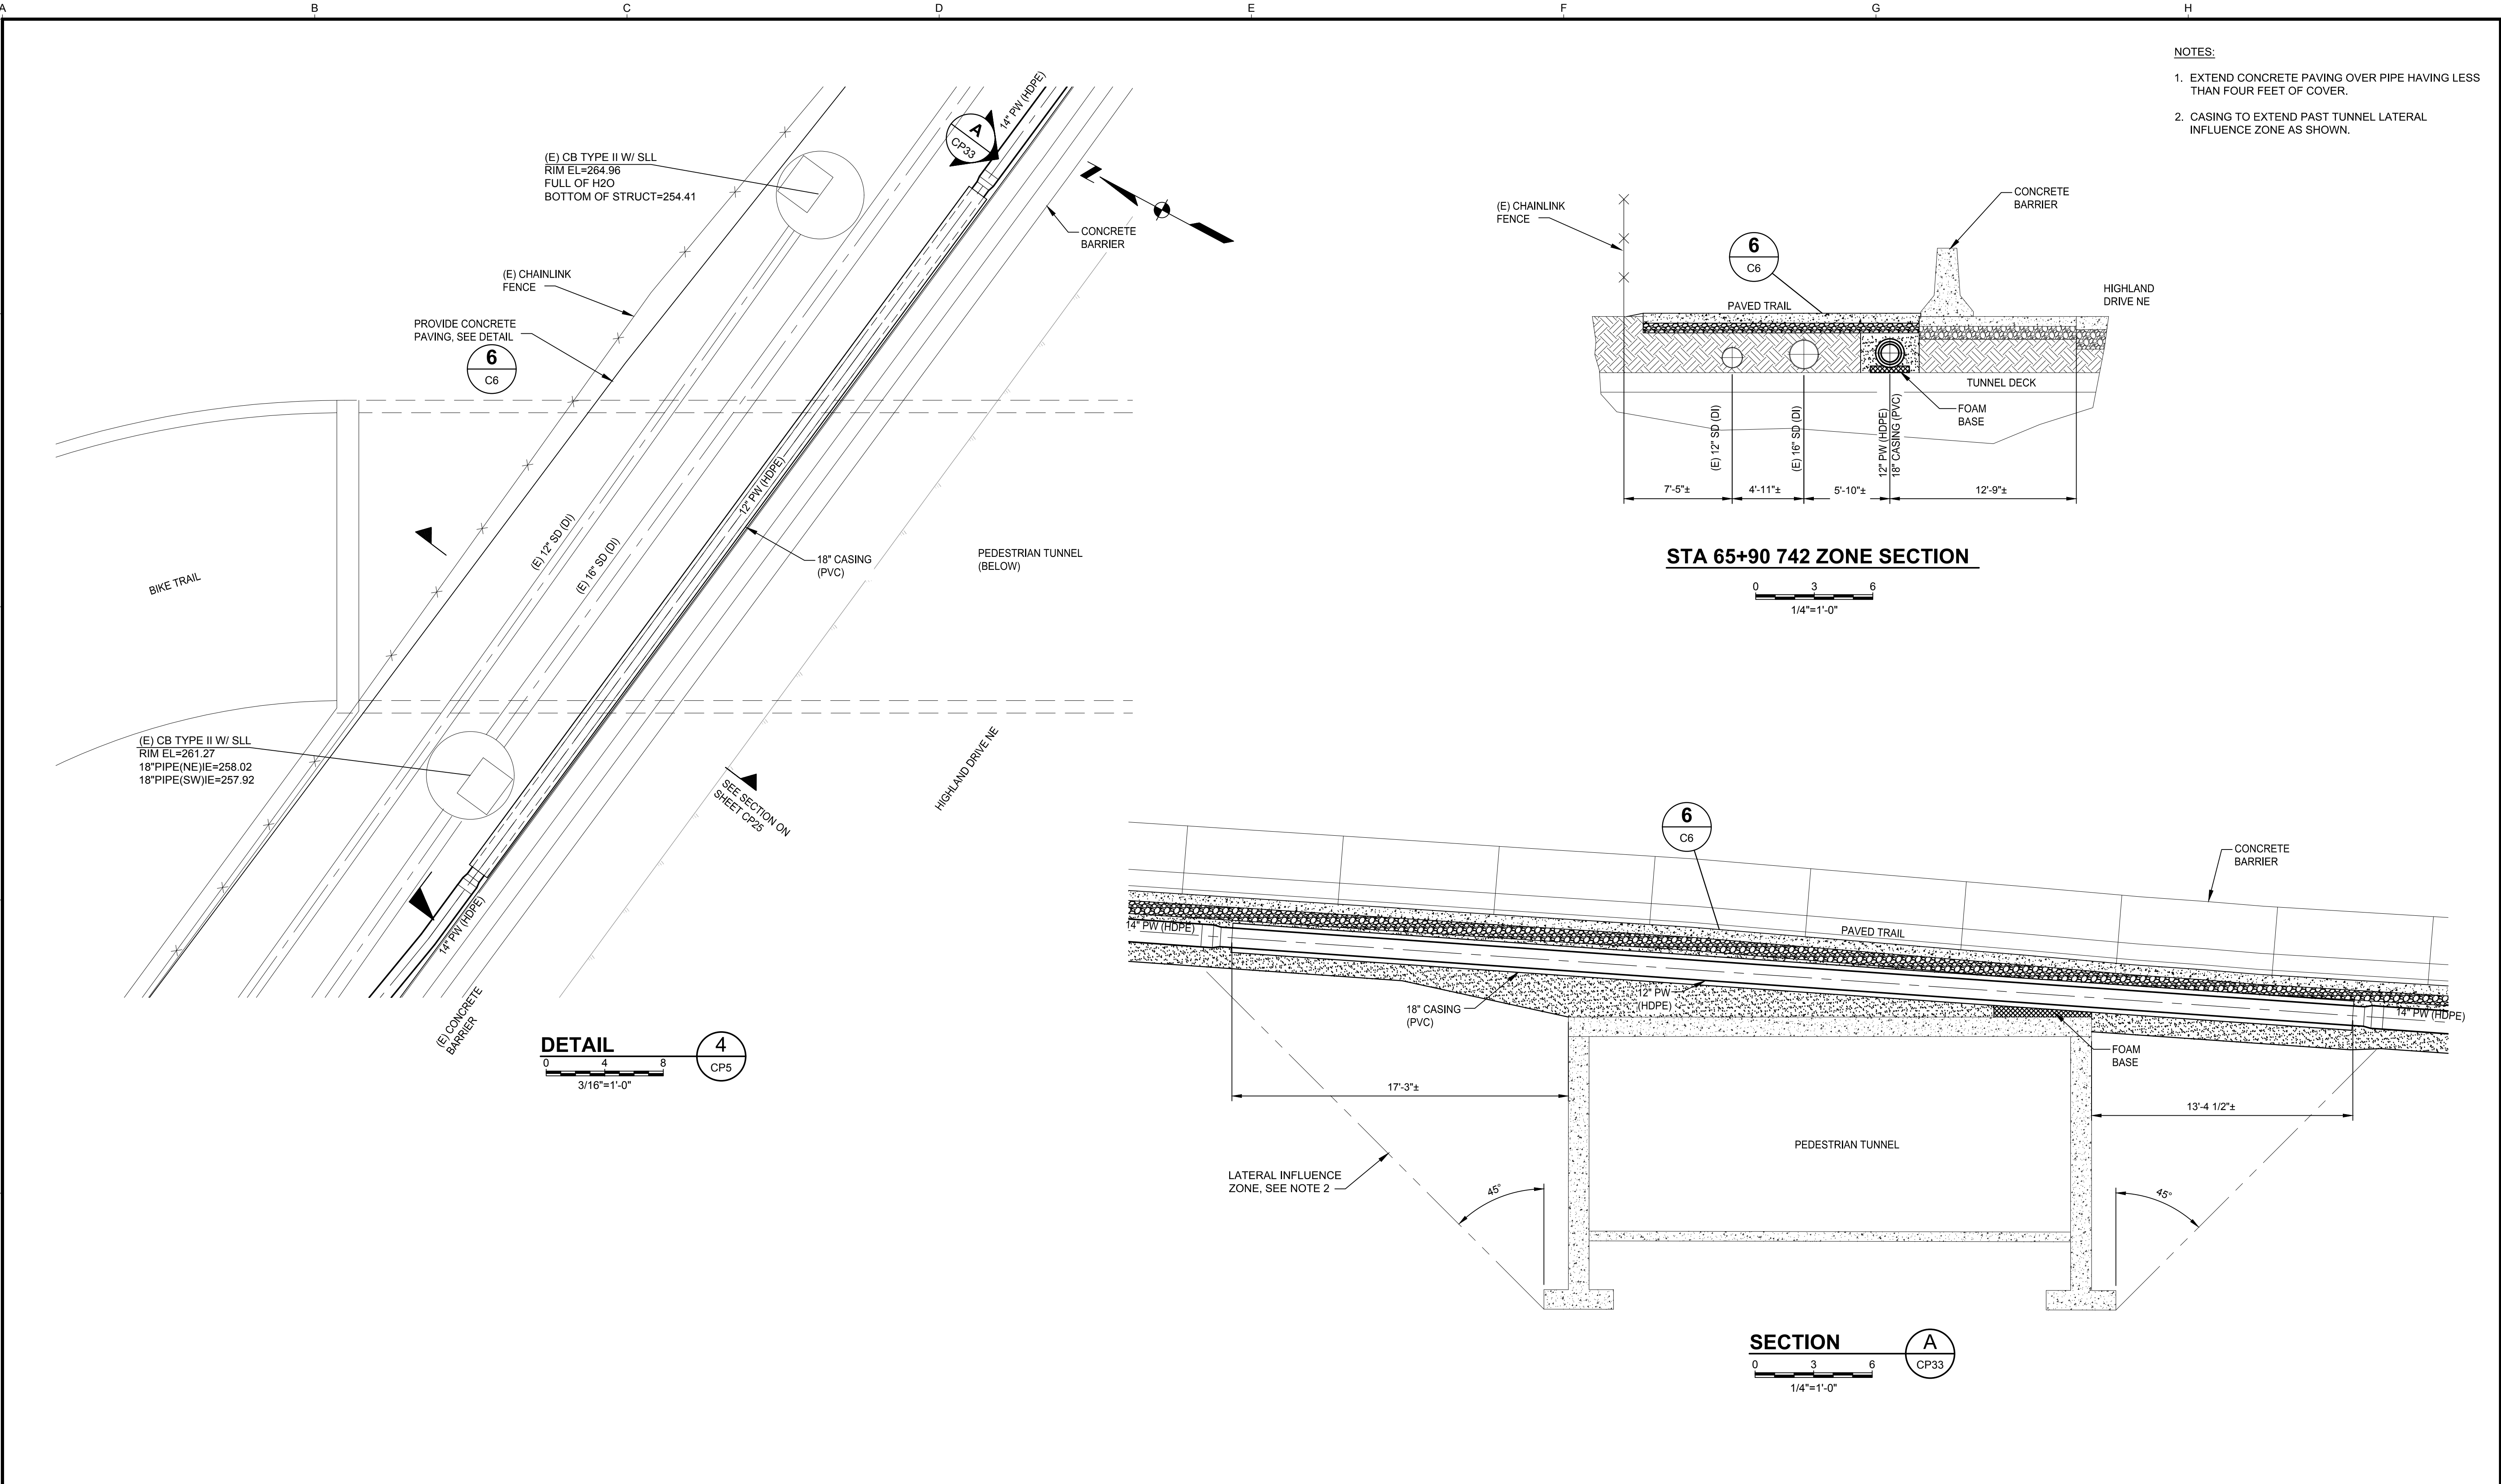 A
B
C
D
E
F
G
H
NOTES:
1. EXTEND CONCRETE PAVING OVER PIPE HAVING LESS
THAN FOUR FEET OF COVER.
2. CASING TO EXTEND PAST TUNNEL LATERAL
INFLUENCE ZONE AS SHOWN.
14" PW (HDPE)
A
CP33
(E) CB TYPE II W/ SLL
RIM EL=264.96
FULL OF H2O
BOTTOM OF STRUCT=254.41
N
CONCRETE
BARRIER
(E) CHAINLINK
FENCE
PROVIDE CONCRETE
PAVING, SEE DETAIL
6
C6
12" PW (HDPE)
(E) 12" SD (DI)
(E) 16" SD (DI)
18" CASING
(PVC)
PEDESTRIAN TUNNEL
(BELOW)
BIKE TRAIL
(E) CB TYPE II W/ SLL
RIM EL=261.27
18"PIPE(NE)IE=258.02
18"PIPE(SW)IE=257.92
SEE SECTION ON
SHEET CP25
HIGHLAND DRIVE NE
14" PW (HDPE)
(E) CONCRETE
BARRIER
DETAIL
4
CP5
0 4 8
3/16"=1'-0"
(E) CHAINLINK
FENCE
6
C6
CONCRETE
BARRIER
PAVED TRAIL
HIGHLAND
DRIVE NE
TUNNEL DECK
FOAM
BASE
(E) 12" SD (DI)
(E) 16" SD (DI)
12" PW (HDPE)
18" CASING (PVC)
7'-5"±
4'-11"±
5'-10"±
12'-9"±
STA 65+90 742 ZONE SECTION
0 3 6
1/4"=1'-0"
6
C6
CONCRETE
BARRIER
14" PW (HDPE)
PAVED TRAIL
12" PW
(HDPE)
18" CASING
(PVC)
14" PW (HDPE)
FOAM
BASE
17'-3"±
13'-4 1/2"±
PEDESTRIAN TUNNEL
LATERAL INFLUENCE
ZONE, SEE NOTE 2
45°
45°
SECTION
A
CP33
0 3 6
1/4"=1'-0"